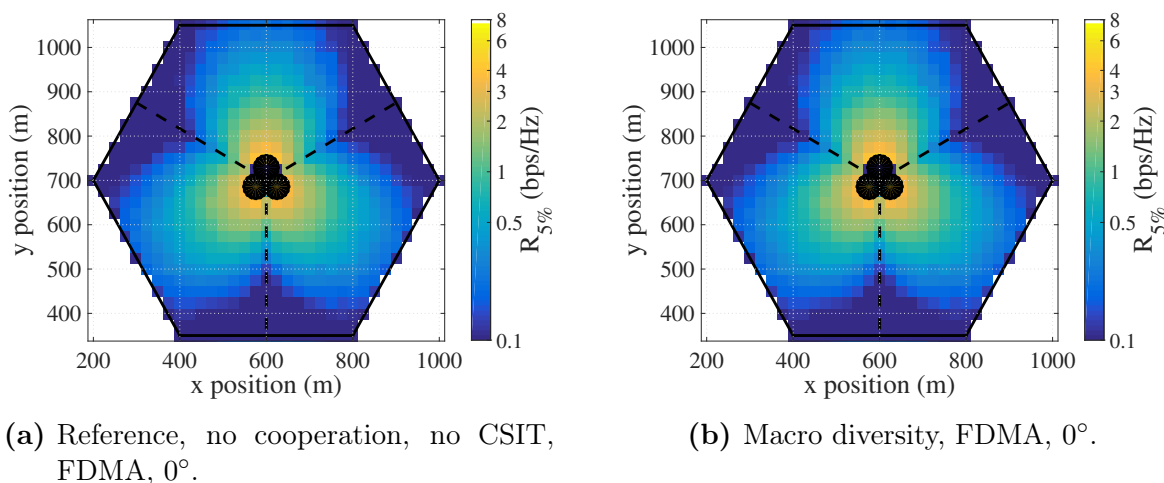 1000
900
800
700
600
500
400
y position (m)
200 400 600 800 1000
x position (m)
8
6
4
3
2
1
0.5
0.1
R5% (bps/Hz)
(a) Reference, no cooperation, no CSIT,
FDMA, 0°.
1000
900
800
700
600
500
400
y position (m)
200 400 600 800 1000
x position (m)
8
6
4
3
2
1
0.5
0.1
R5% (bps/Hz)
(b) Macro diversity, FDMA, 0°.